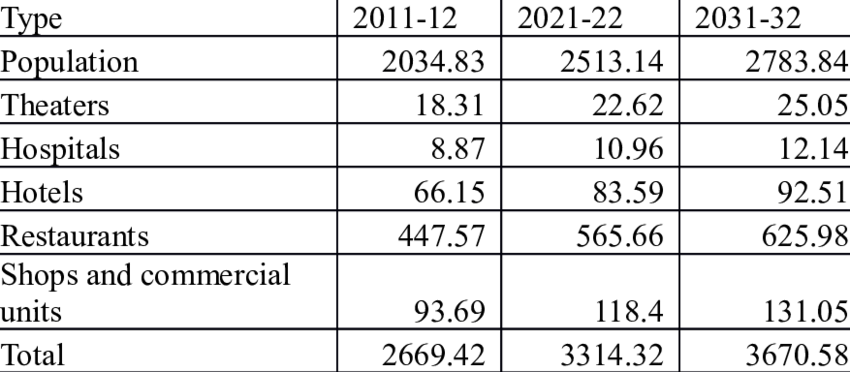 Type 2011-12 2021-22 2031-32
Population 2034.83 2513.14 2783.84
Theaters 18.31 22.62 25.05
Hospitals 8.87 10.96 12.14
Hotels 66.15 83.59 92.51
Restaurants 447.57 565.66 625.98
Shops and commercial
units 93.69 118.4 131.05
Total 2669.42 3314.32 3670.58